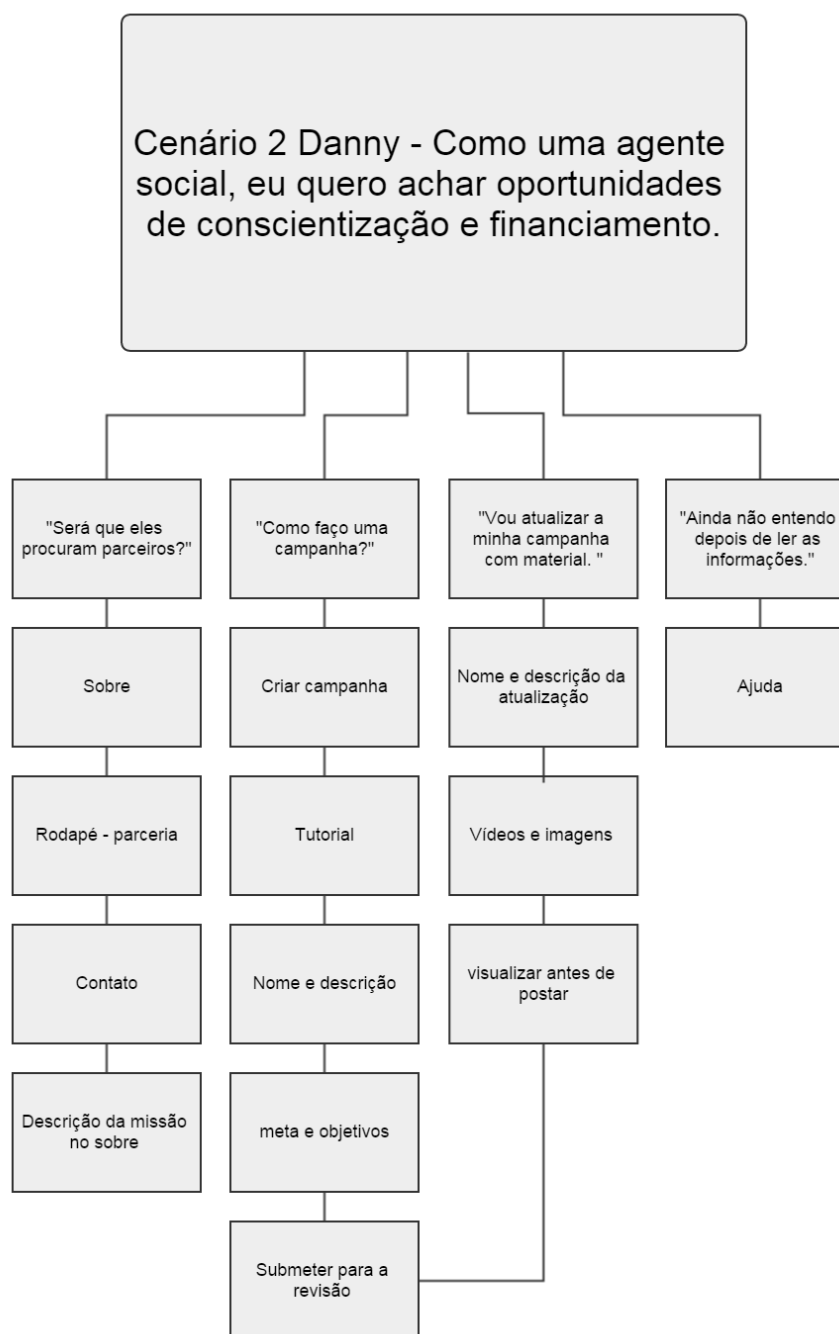 Cenário 2 Danny - Como uma agente
social, eu quero achar oportunidades
de conscientização e financiamento.
"Será que eles
procuram parceiros?"
Sobre
Rodapé - parceria
Contato
Descrição da missão
no sobre
"Como faço uma
campanha?"
Criar campanha
Tutorial
Nome e descrição
meta e objetivos
Submeter para a
revisão
"Vou atualizar a
minha campanha
com material. "
Nome e descrição da
atualização
Vídeos e imagens
visualizar antes de
postar
"Ainda não entendo
depois de ler as
informações."
Ajuda